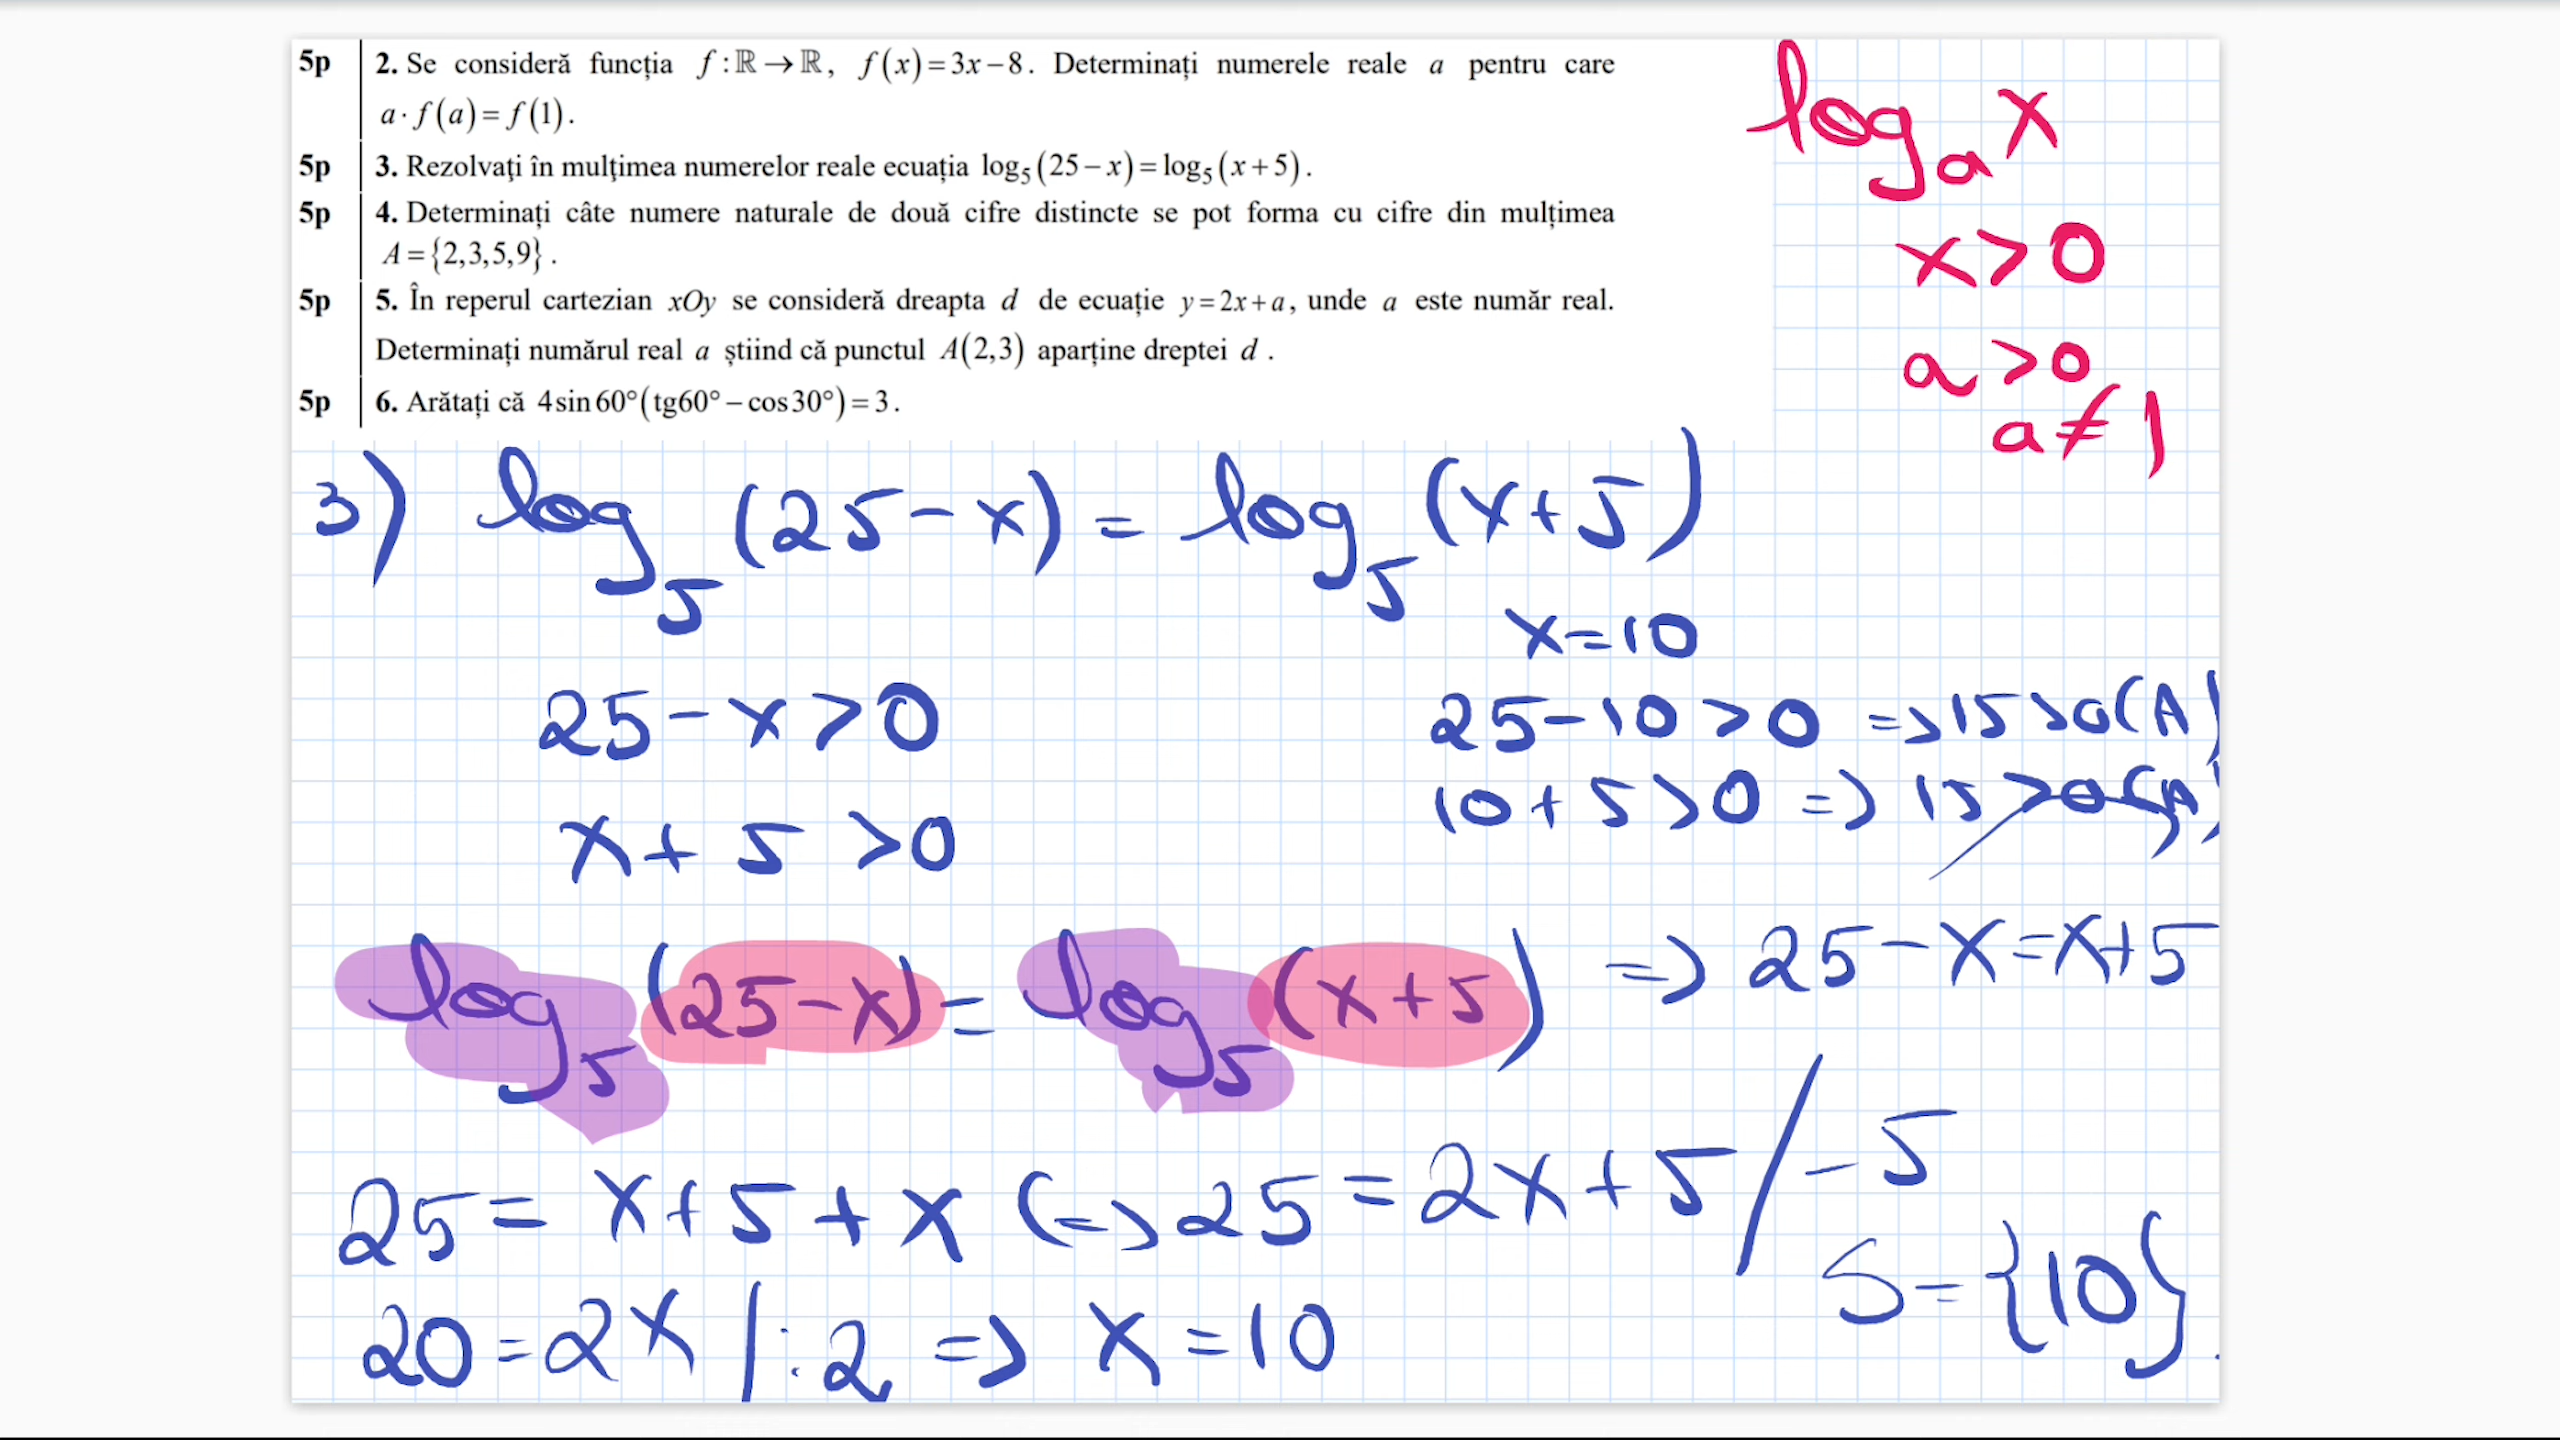 5p 2. Se consideră funcția f : ℝ → ℝ, f(x) = 3x − 8. Determinați numerele reale a pentru care
a · f(a) = f(1).
5p 3. Rezolvați în mulțimea numerelor reale ecuația log₅(25 − x) = log₅(x + 5).
5p 4. Determinați câte numere naturale de două cifre distincte se pot forma cu cifre din mulțimea
A = {2,3,5,9}.
5p 5. În reperul cartezian xOy se consideră dreapta d de ecuație y = 2x + a, unde a este număr real.
Determinați numărul real a știind că punctul A(2,3) aparține dreptei d.
5p 6. Arătați că 4sin60°(tg60° − cos30°) = 3.
logₐ x
x > 0
a > 0
a ≠ 1
3) log₅ (25 − x) = log₅ (x + 5)
x = 10
25 − x > 0
25 − 10 > 0 => 15 > 0 (A)
x + 5 > 0
10 + 5 > 0 => 15 > 0 (A)
log₅ (25 − x) = log₅ (x + 5) => 25 − x = x + 5
25 = x + 5 + x (=> 25 = 2x + 5 / − 5
20 = 2x | : 2 => x = 10
S = {10}.